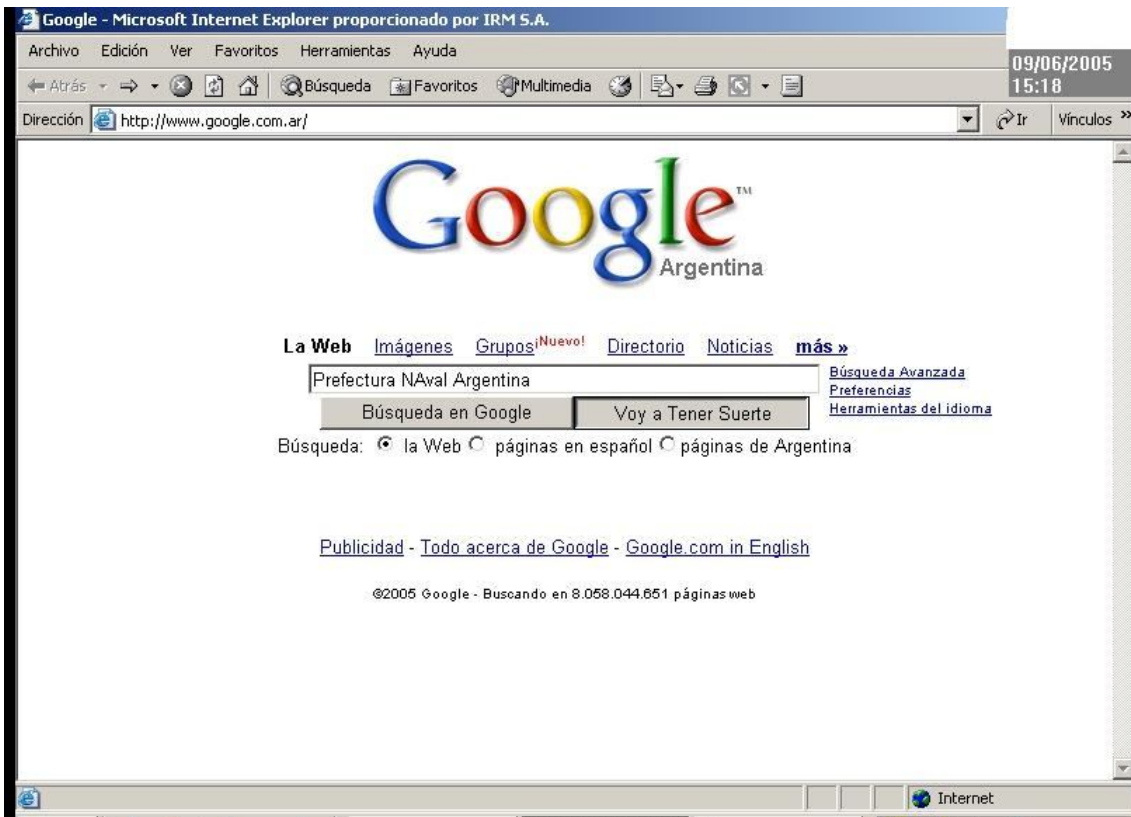 Google - Microsoft Internet Explorer proporcionado por IRM S.A.
Archivo Edición Ver Favoritos Herramientas Ayuda
09/06/2005
Atrás Búsqueda Favoritos Multimedia
15:18
Dirección http://www.google.com.ar/ Ir Vínculos »
Google™
Argentina
La Web Imágenes Grupos ¡Nuevo! Directorio Noticias más »
Prefectura NAval Argentina
Búsqueda Avanzada
Preferencias
Herramientas del idioma
Búsqueda en Google Voy a Tener Suerte
Búsqueda: la Web páginas en español páginas de Argentina
Publicidad - Todo acerca de Google - Google.com in English
©2005 Google - Buscando en 8.058.044.651 páginas web
Internet